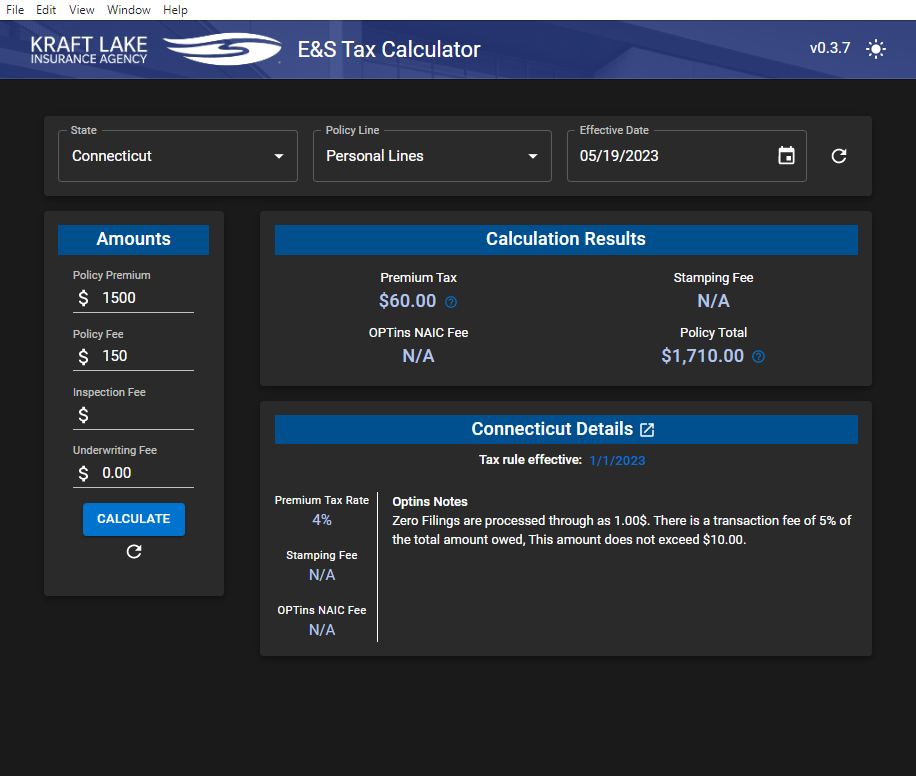 File Edit View Window Help
KRAFT LAKE
INSURANCE AGENCY
E&S Tax Calculator
v0.3.7
State
Connecticut
Policy Line
Personal Lines
Effective Date
05/19/2023
Amounts
Policy Premium
$ 1500
Policy Fee
$ 150
Inspection Fee
$
Underwriting Fee
$ 0.00
CALCULATE
Calculation Results
Premium Tax
$60.00
Stamping Fee
N/A
OPTins NAIC Fee
N/A
Policy Total
$1,710.00
Connecticut Details
Tax rule effective: 1/1/2023
Premium Tax Rate
4%
Stamping Fee
N/A
OPTins NAIC Fee
N/A
Optins Notes
Zero Filings are processed through as 1.00$. There is a transaction fee of 5% of
the total amount owed, This amount does not exceed $10.00.